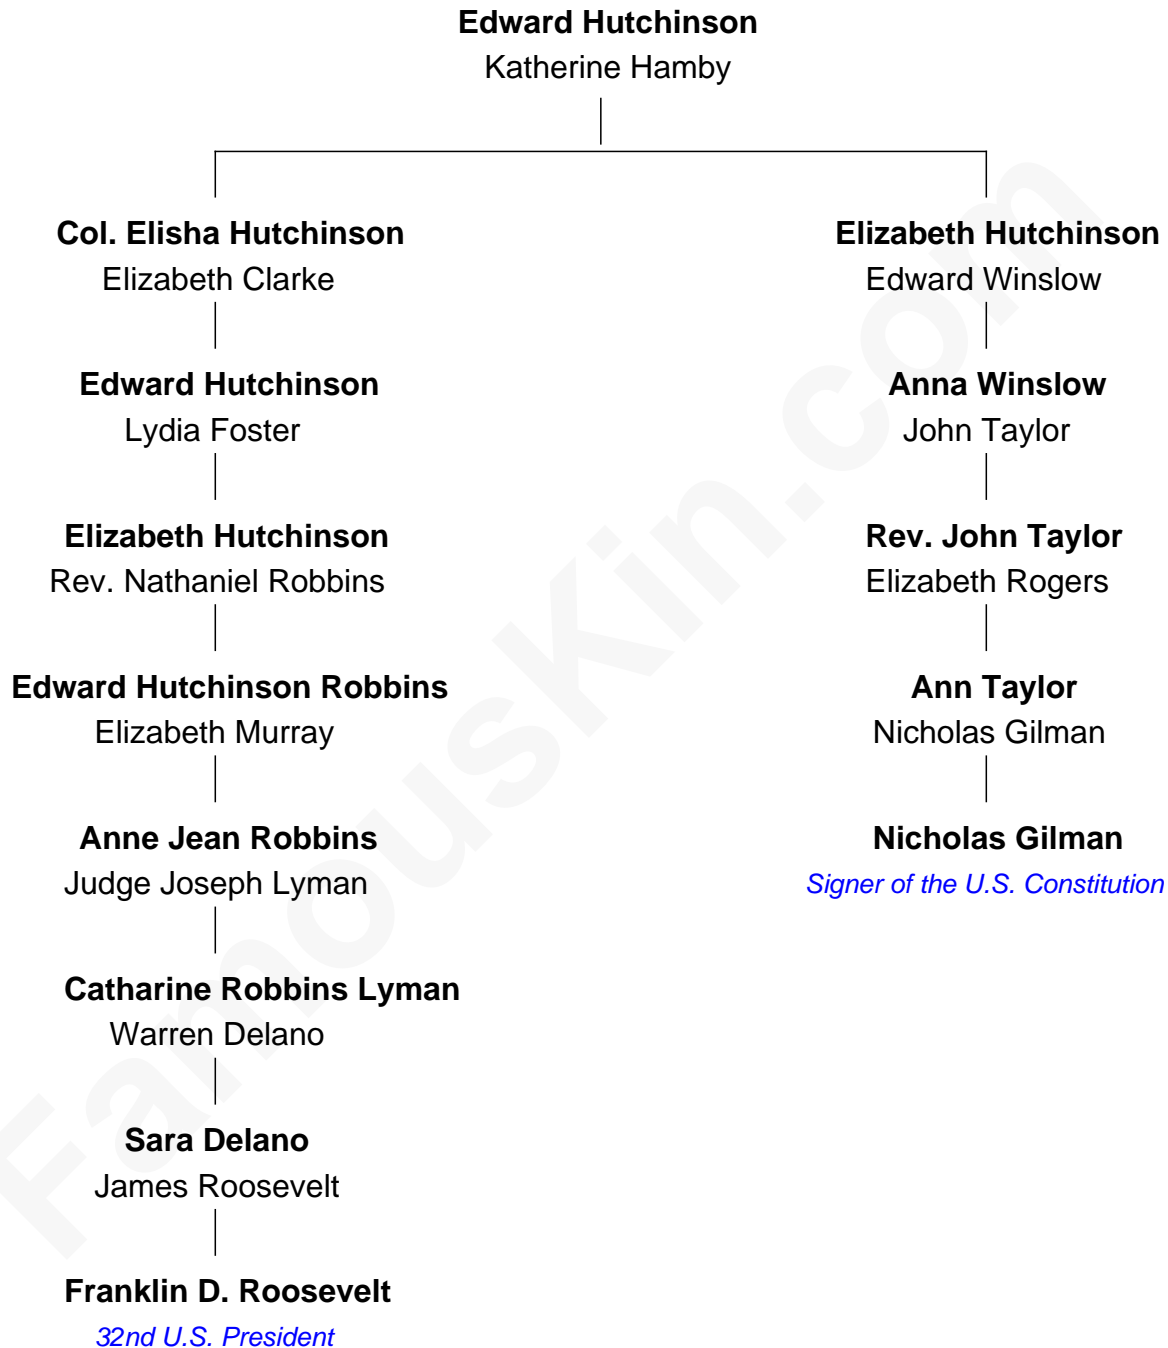 Edward Hutchinson
Katherine Hamby
Col. Elisha Hutchinson
Elizabeth Clarke
Edward Hutchinson
Lydia Foster
Elizabeth Hutchinson
Rev. Nathaniel Robbins
Edward Hutchinson Robbins
Elizabeth Murray
Anne Jean Robbins
Judge Joseph Lyman
Catharine Robbins Lyman
Warren Delano
Sara Delano
James Roosevelt
Franklin D. Roosevelt
32nd U.S. President
Elizabeth Hutchinson
Edward Winslow
Anna Winslow
John Taylor
Rev. John Taylor
Elizabeth Rogers
Ann Taylor
Nicholas Gilman
Nicholas Gilman
Signer of the U.S. Constitution
FamousKin.com